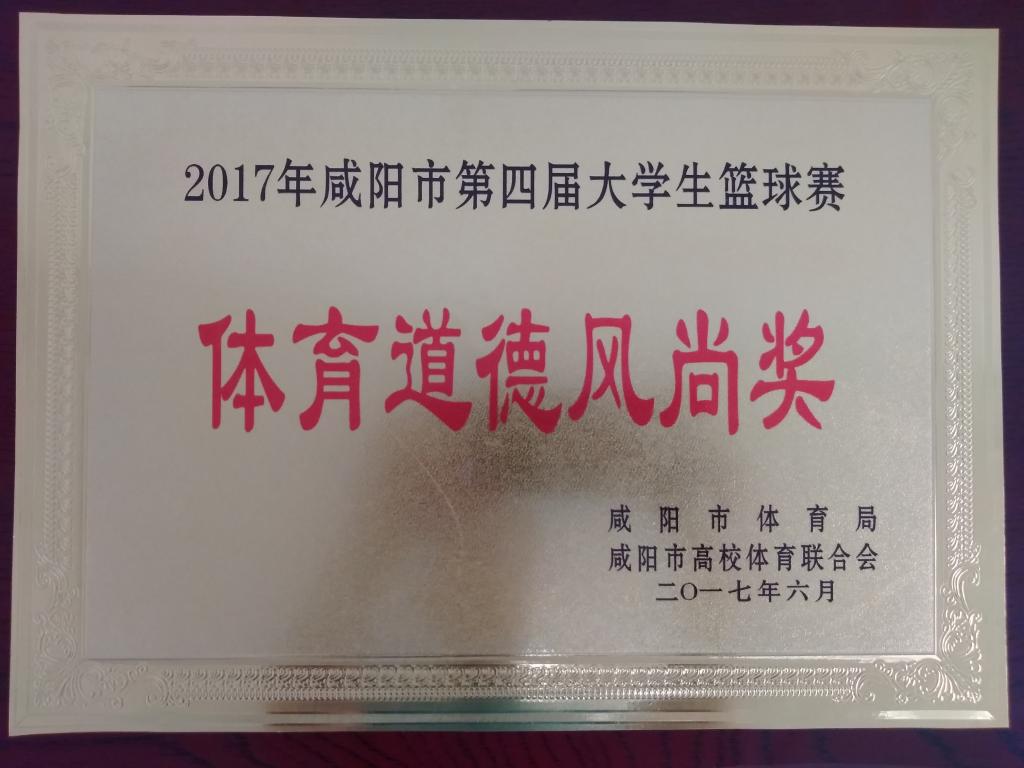 2017年咸阳市第四届大学生篮球赛
体育道德风尚奖
咸阳市体育局
咸阳市高校体育联合会
二〇一七年六月